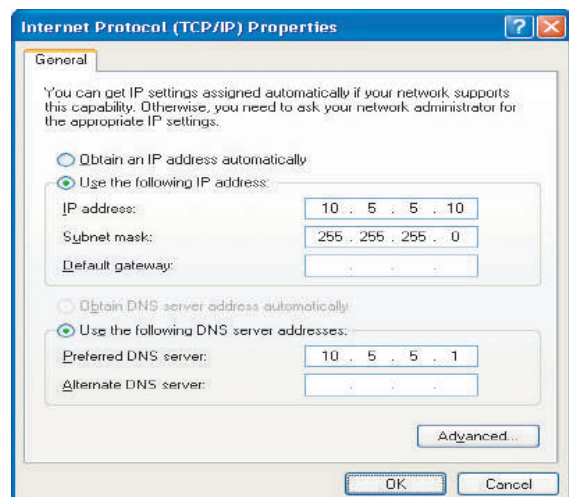 Internet Protocol (TCP/IP) Properties
General
You can get IP settings assigned automatically if your network supports
this capability. Otherwise, you need to ask your network administrator for
the appropriate IP settings.
Obtain an IP address automatically
Use the following IP address:
IP address: 10 . 5 . 5 . 10
Subnet mask: 255 . 255 . 255 . 0
Default gateway: . . .
Obtain DNS server address automatically
Use the following DNS server addresses:
Preferred DNS server: 10 . 5 . 5 . 1
Alternate DNS server: . . .
Advanced...
OK Cancel